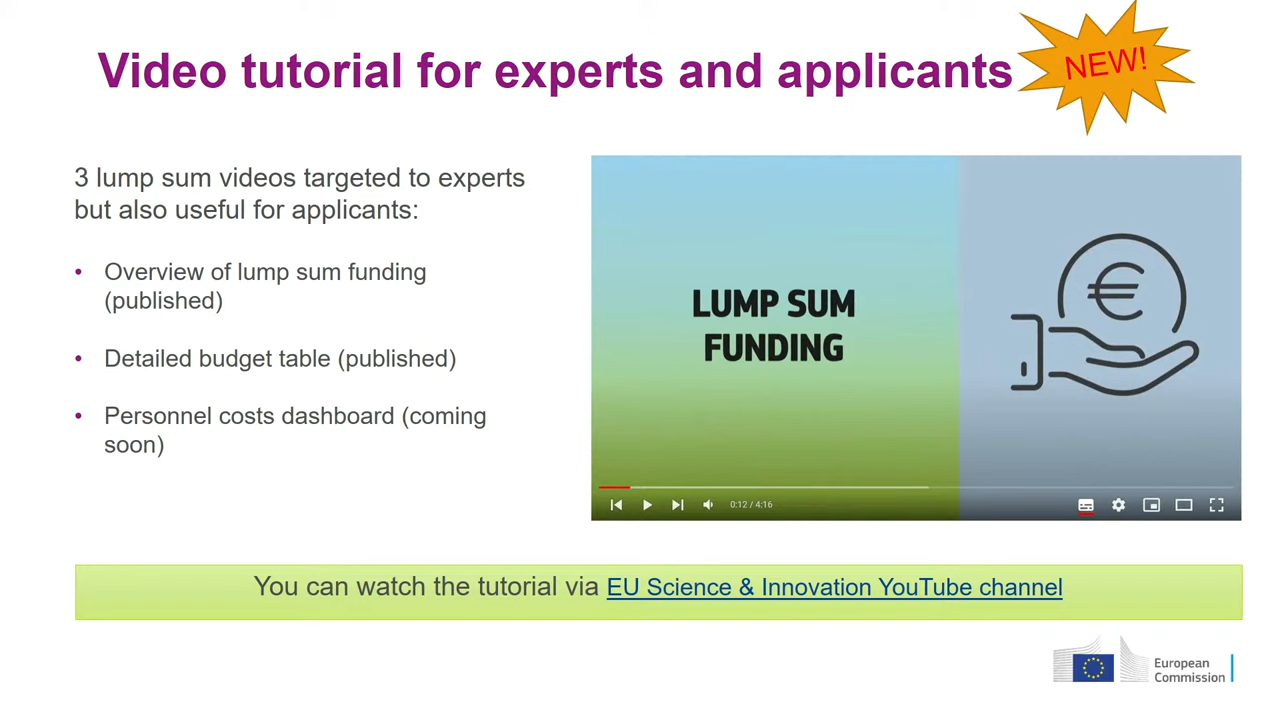 Video tutorial for experts and applicants
NEW!
3 lump sum videos targeted to experts
but also useful for applicants:
• Overview of lump sum funding
(published)
• Detailed budget table (published)
• Personnel costs dashboard (coming
soon)
LUMP SUM
FUNDING
0:12 / 4:16
You can watch the tutorial via EU Science & Innovation YouTube channel
European
Commission